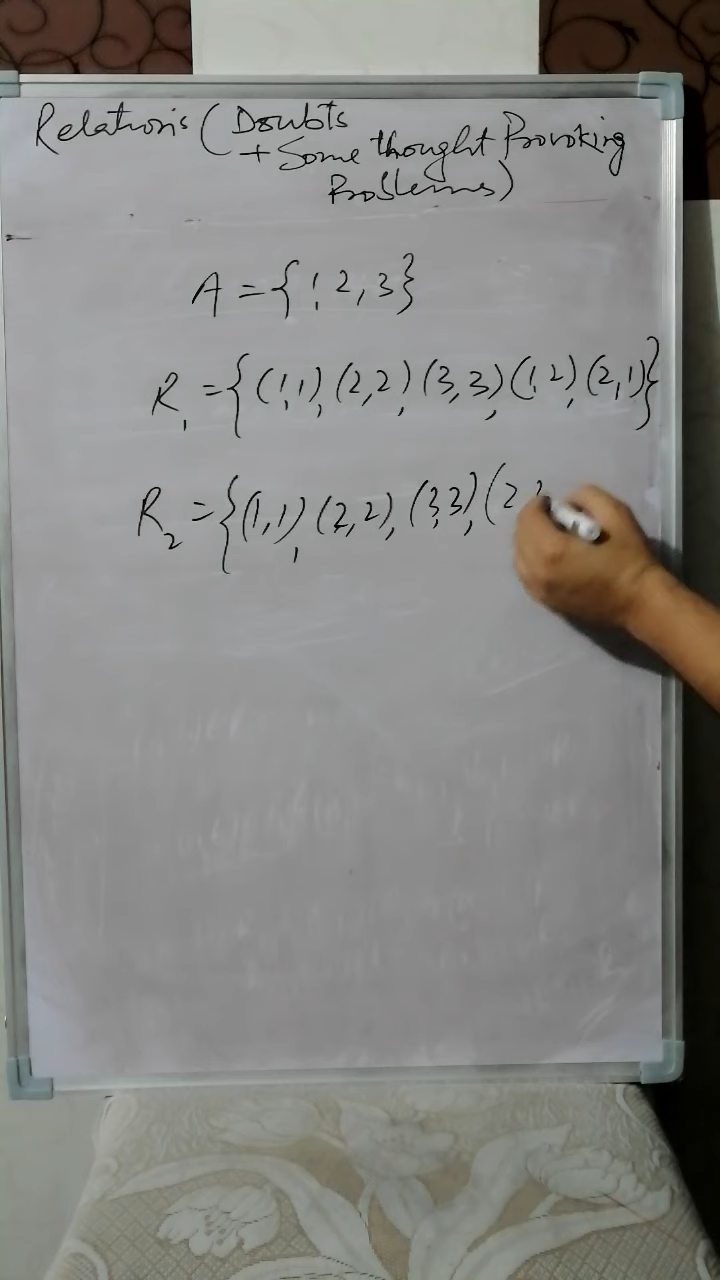 Relations (Doubts
+ Some thought Provoking
Problems)
A = {1, 2, 3}
R₁ = {(1,1), (2,2), (3,3), (1,2), (2,1)}
R₂ = {(1,1), (2,2), (3,3), (2,